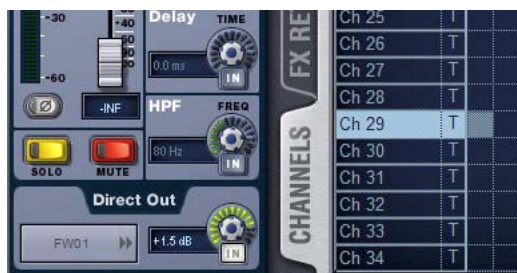 -30
-40
-60
60
-INF
Delay TIME
0.0 ms
IN
HPF FREQ
80 Hz
IN
SOLO MUTE
Direct Out
FW01
+1.5 dB
IN
FX RE
CHANNELS
Ch 25 T
Ch 26 T
Ch 27 T
Ch 28 T
Ch 29 T
Ch 30 T
Ch 31 T
Ch 32 T
Ch 33 T
Ch 34 T